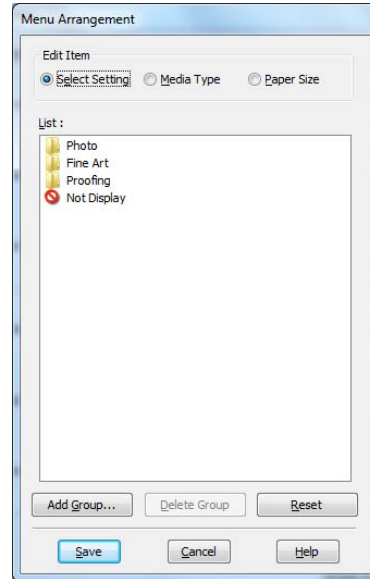 Menu Arrangement
Edit Item
Select Setting Media Type Paper Size
List :
Photo
Fine Art
Proofing
Not Display
Add Group... Delete Group Reset
Save Cancel Help